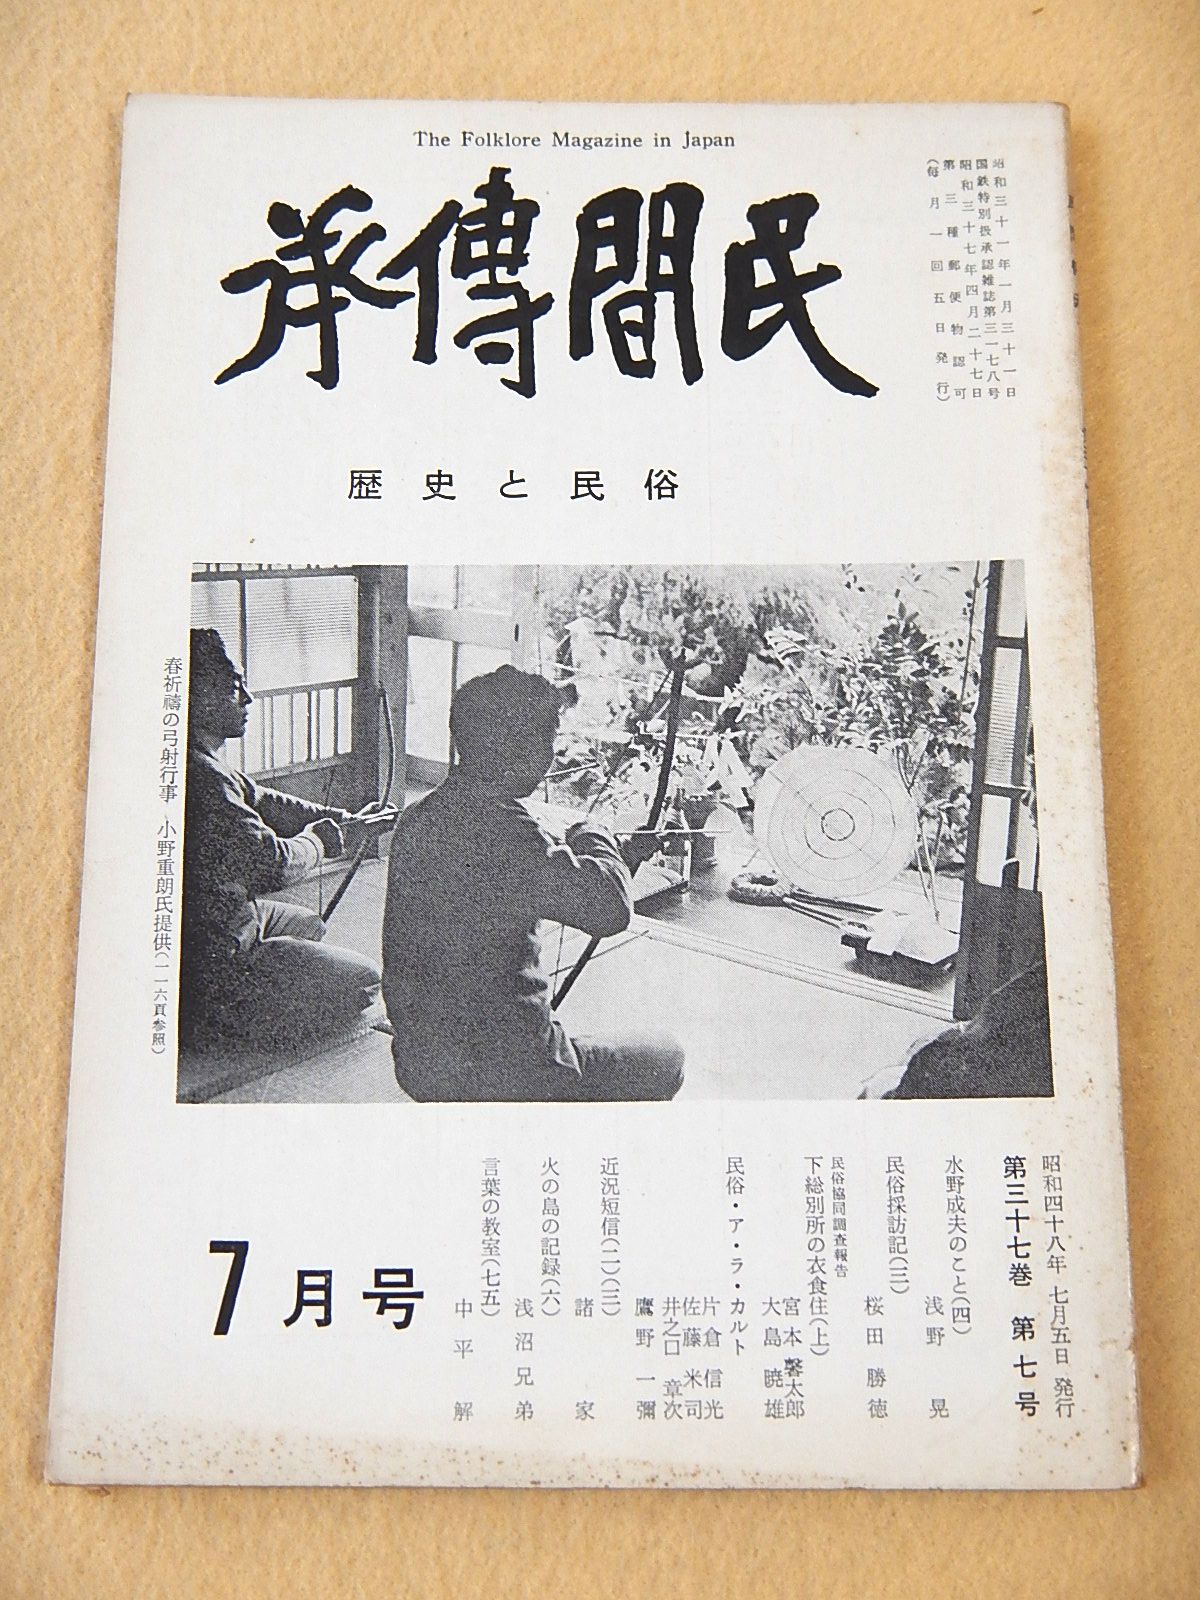 The Folklore Magazine in Japan
民間傳承
昭和三十一年一月三十一日
国鉄特別扱承認雑誌第三一七八号
昭和三十七年四月二十七日
第三種郵便物認可
(毎月一回五日発行)
歴史と民俗
春祈禱の弓射行事 小野重朗氏提供(一一六頁参照)
昭和四十八年 七月五日 発行
第三十七巻 第七号
水野成夫のこと(四)
浅野 晃
民俗採訪記(三)
桜田勝徳
民俗協同調査報告
下総別所の衣食住(上)
宮本馨太郎
大島暁雄
民俗・ア・ラ・カルト
片倉信光
佐藤米司
井之口章次
鷹野一彌
近況短信(二)(三)
諸家
火の島の記録(六)
浅沼兄弟
言葉の教室(七五)
中平 解
7月号